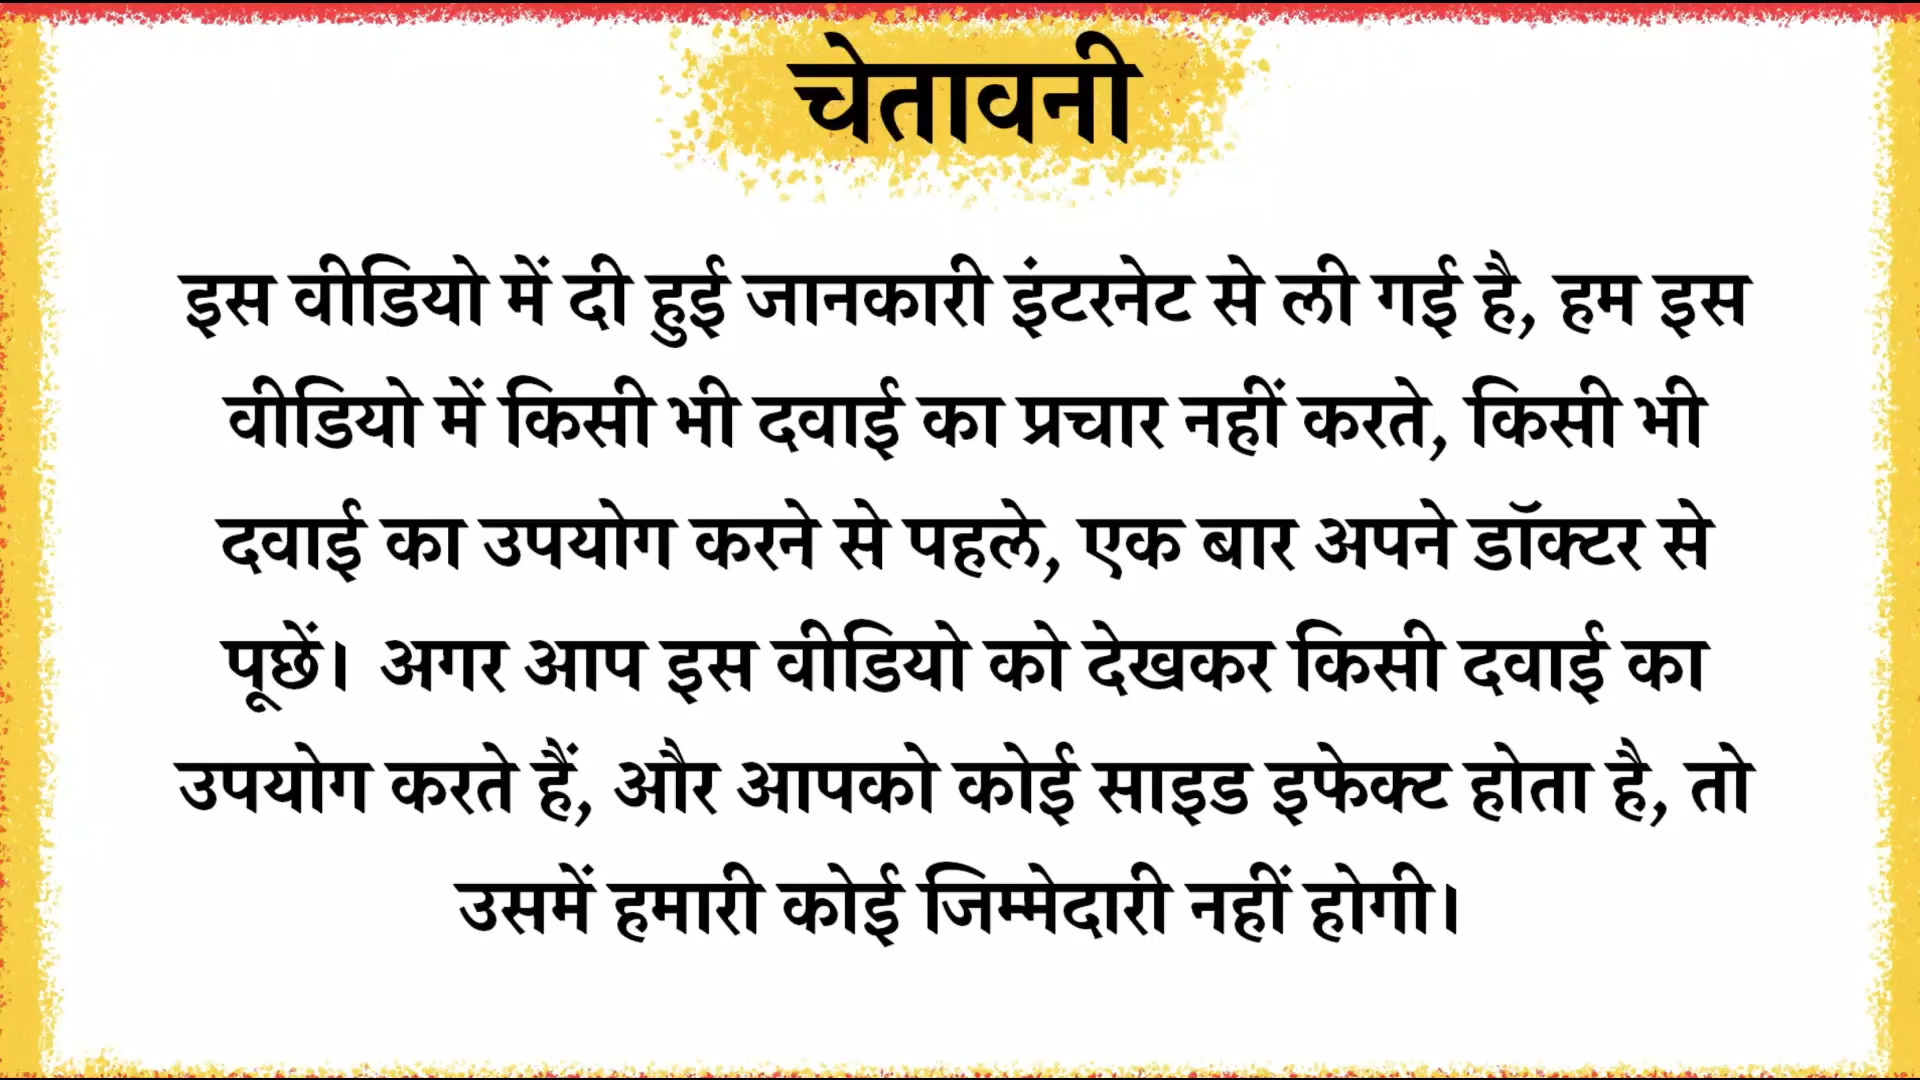 चेतावनी
इस वीडियो में दी हुई जानकारी इंटरनेट से ली गई है, हम इस
वीडियो में किसी भी दवाई का प्रचार नहीं करते, किसी भी
दवाई का उपयोग करने से पहले, एक बार अपने डॉक्टर से
पूछें। अगर आप इस वीडियो को देखकर किसी दवाई का
उपयोग करते हैं, और आपको कोई साइड इफेक्ट होता है, तो
उसमें हमारी कोई जिम्मेदारी नहीं होगी।